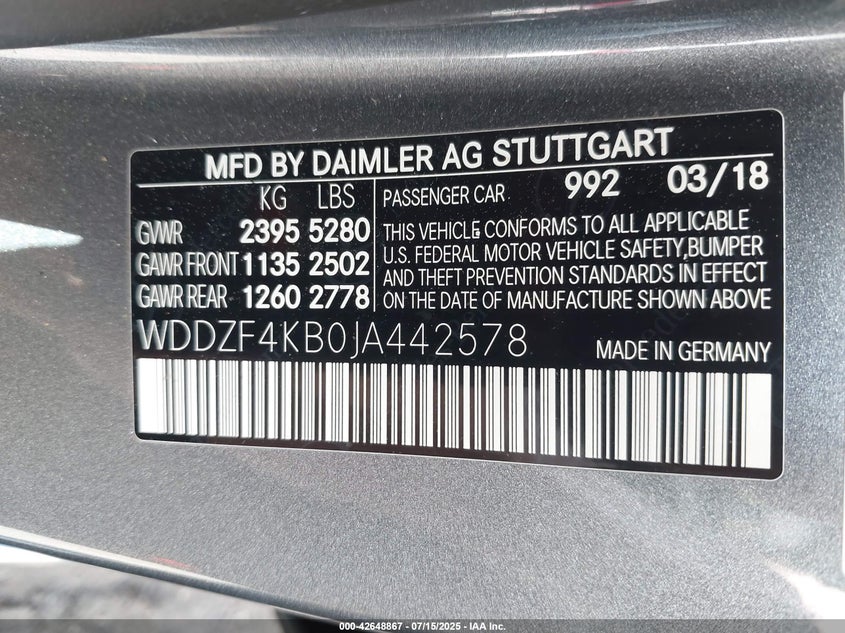 MFD BY DAIMLER AG STUTTGART
KG LBS
GWR 2395 5280
GAWR FRONT 1135 2502
GAWR REAR 1260 2778
PASSENGER CAR 992 03/18
THIS VEHICLE CONFORMS TO ALL APPLICABLE
U.S. FEDERAL MOTOR VEHICLE SAFETY, BUMPER
AND THEFT PREVENTION STANDARDS IN EFFECT
ON THE DATE OF MANUFACTURE SHOWN ABOVE
WDDZF4KB0JA442578 MADE IN GERMANY
000-42648867 - 07/15/2025 - IAA Inc.